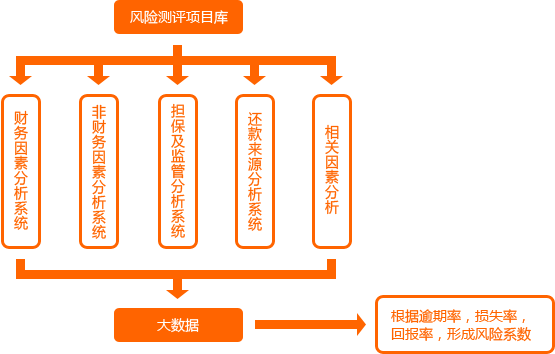 风险测评项目库
财务因素分析系统
非财务因素分析系统
担保及监管分析系统
还款来源分析系统
相关因素分析
大数据
根据逾期率，损失率，
回报率，形成风险系数